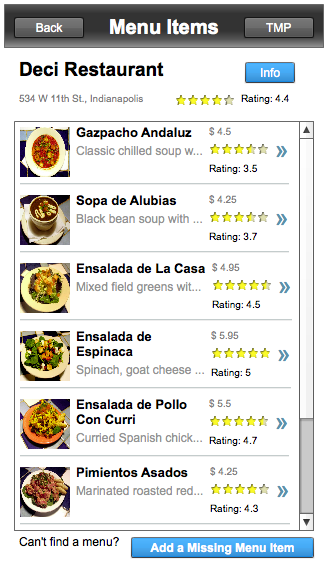 Back
Menu Items
TMP
Deci Restaurant
Info
534 W 11th St., Indianapolis
Rating: 4.4
Gazpacho Andaluz
$ 4.5
Classic chilled soup w...
Rating: 3.5
Sopa de Alubias
$ 4.25
Black bean soup with ...
Rating: 3.7
Ensalada de La Casa
$ 4.95
Mixed field greens wit...
Rating: 4.5
Ensalada de
Espinaca
$ 5.95
Spinach, goat cheese ...
Rating: 5
Ensalada de Pollo
Con Curri
$ 5.5
Curried Spanish chick...
Rating: 4.7
Pimientos Asados
$ 4.25
Marinated roasted red...
Rating: 4.3
Can't find a menu?
Add a Missing Menu Item